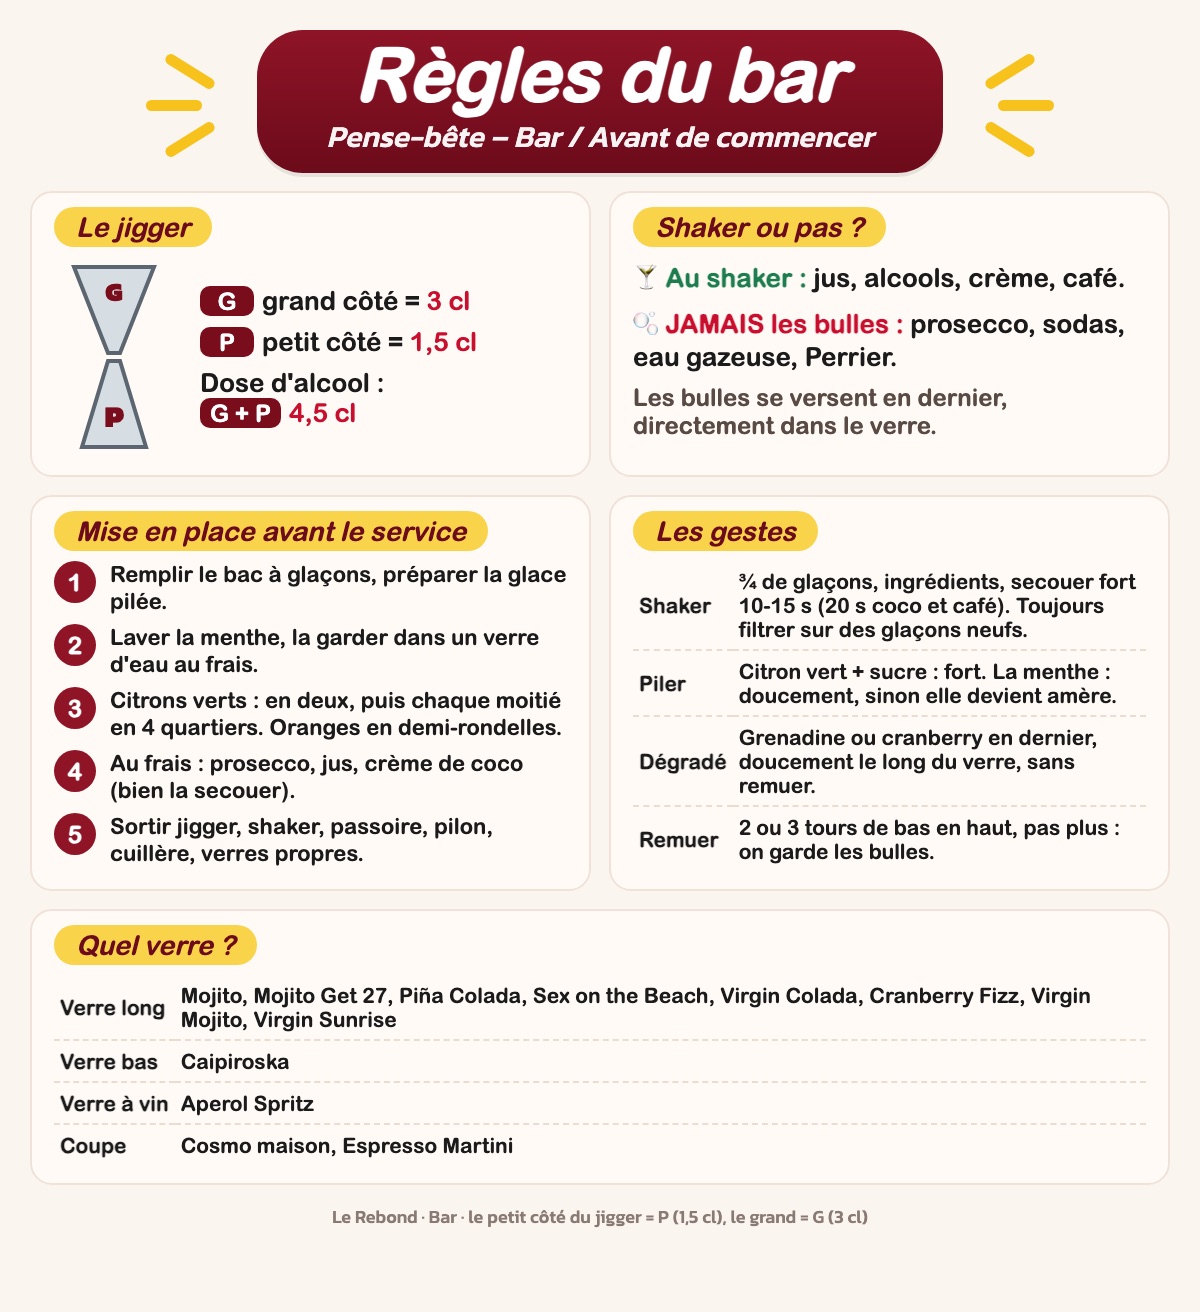 Règles du bar
Pense-bête – Bar / Avant de commencer
Le jigger
G
P
G grand côté = 3 cl
P petit côté = 1,5 cl
Dose d'alcool :
G + P 4,5 cl
Shaker ou pas ?
🍸 Au shaker : jus, alcools, crème, café.
🫧 JAMAIS les bulles : prosecco, sodas,
eau gazeuse, Perrier.
Les bulles se versent en dernier,
directement dans le verre.
Mise en place avant le service
1 Remplir le bac à glaçons, préparer la glace
pilée.
2 Laver la menthe, la garder dans un verre
d'eau au frais.
3 Citrons verts : en deux, puis chaque moitié
en 4 quartiers. Oranges en demi-rondelles.
4 Au frais : prosecco, jus, crème de coco
(bien la secouer).
5 Sortir jigger, shaker, passoire, pilon,
cuillère, verres propres.
Les gestes
Shaker
¾ de glaçons, ingrédients, secouer fort
10-15 s (20 s coco et café). Toujours
filtrer sur des glaçons neufs.
Piler
Citron vert + sucre : fort. La menthe :
doucement, sinon elle devient amère.
Dégradé
Grenadine ou cranberry en dernier,
doucement le long du verre, sans
remuer.
Remuer
2 ou 3 tours de bas en haut, pas plus :
on garde les bulles.
Quel verre ?
Verre long
Mojito, Mojito Get 27, Piña Colada, Sex on the Beach, Virgin Colada, Cranberry Fizz, Virgin
Mojito, Virgin Sunrise
Verre bas Caipiroska
Verre à vin Aperol Spritz
Coupe Cosmo maison, Espresso Martini
Le Rebond · Bar · le petit côté du jigger = P (1,5 cl), le grand = G (3 cl)